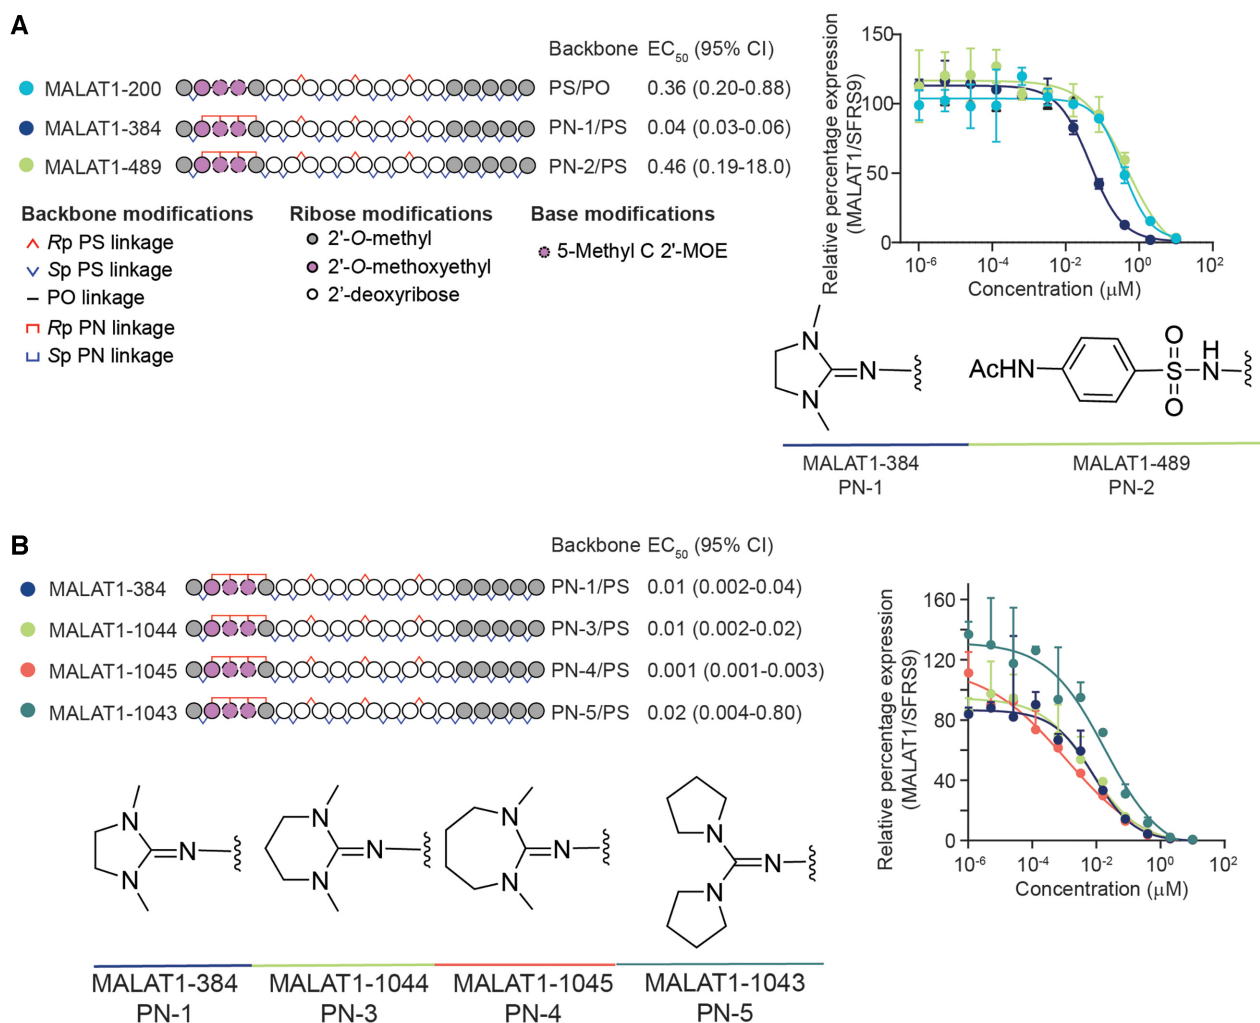 A
Backbone EC50 (95% CI)
MALAT1-200 PS/PO 0.36 (0.20-0.88)
MALAT1-384 PN-1/PS 0.04 (0.03-0.06)
MALAT1-489 PN-2/PS 0.46 (0.19-18.0)
Backbone modifications
Rp PS linkage
Sp PS linkage
PO linkage
Rp PN linkage
Sp PN linkage
Ribose modifications
2'-O-methyl
2'-O-methoxyethyl
2'-deoxyribose
Base modifications
5-Methyl C 2'-MOE
Relative percentage expression
(MALAT1/SFRS9)
150
100
50
0
10-6 10-4 10-2 100 102
Concentration (μM)
N
N
N
AcHN
O
S
O
H
N
MALAT1-384
PN-1
MALAT1-489
PN-2
B
Backbone EC50 (95% CI)
MALAT1-384 PN-1/PS 0.01 (0.002-0.04)
MALAT1-1044 PN-3/PS 0.01 (0.002-0.02)
MALAT1-1045 PN-4/PS 0.001 (0.001-0.003)
MALAT1-1043 PN-5/PS 0.02 (0.004-0.80)
Relative percentage expression
(MALAT1/SFRS9)
160
120
80
40
0
10-6 10-4 10-2 100 102
Concentration (μM)
N
N
N
N
N
N
N
N
N
N
N
N
MALAT1-384
PN-1
MALAT1-1044
PN-3
MALAT1-1045
PN-4
MALAT1-1043
PN-5